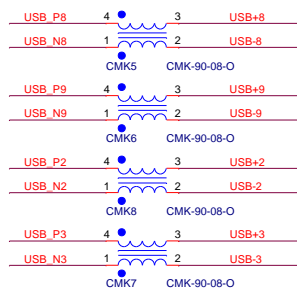 USB_P8 4 3 USB+8
USB_N8 1 2 USB-8
CMK5 CMK-90-08-O
USB_P9 4 3 USB+9
USB_N9 1 2 USB-9
CMK6 CMK-90-08-O
USB_P2 4 3 USB+2
USB_N2 1 2 USB-2
CMK8 CMK-90-08-O
USB_P3 4 3 USB+3
USB_N3 1 2 USB-3
CMK7 CMK-90-08-O